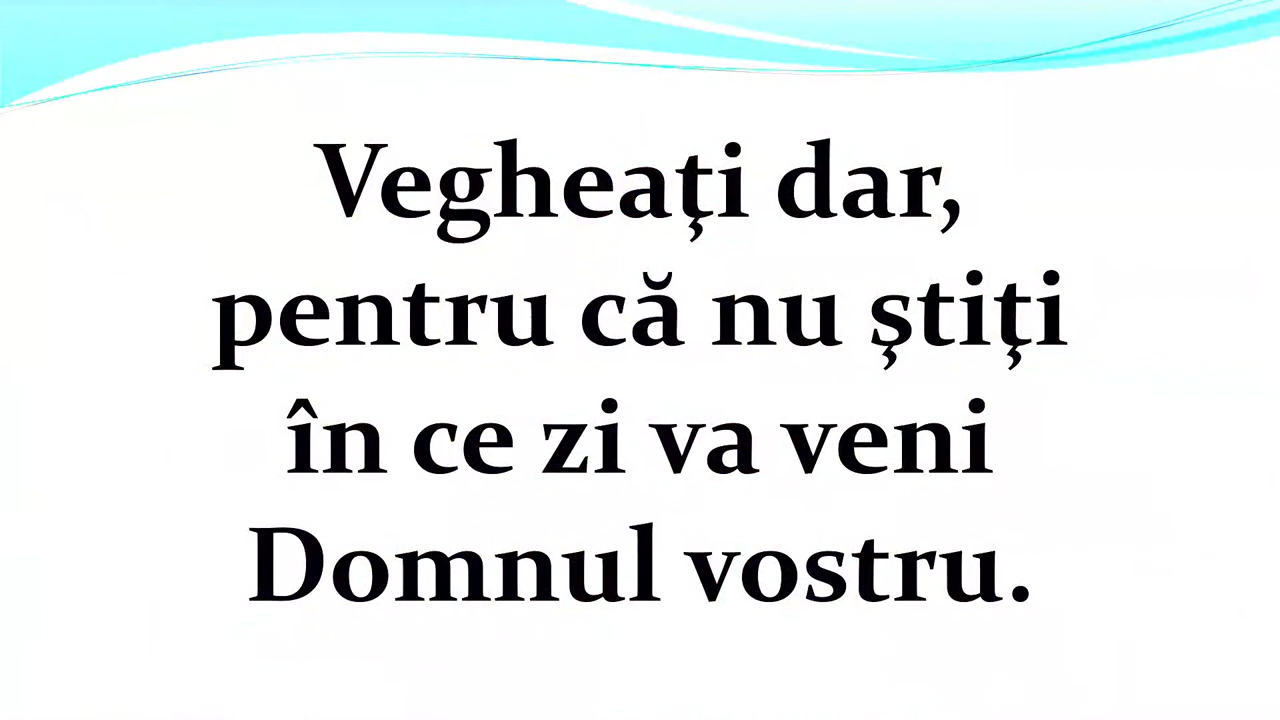 Vegheaţi dar,
pentru că nu ştiţi
în ce zi va veni
Domnul vostru.